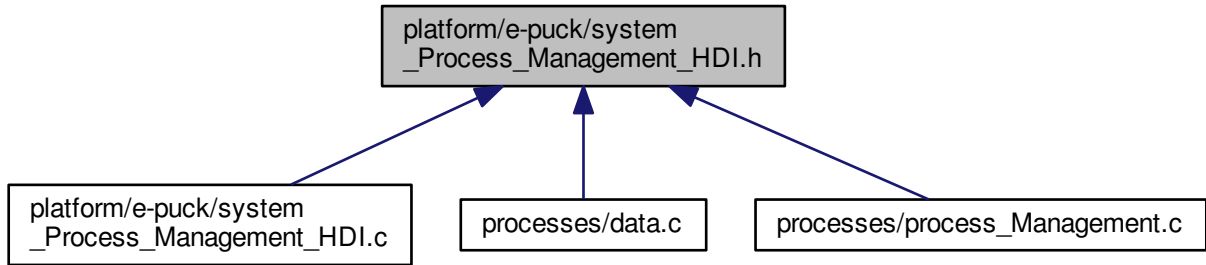 platform/e-puck/system
_Process_Management_HDI.h
platform/e-puck/system
_Process_Management_HDI.c
processes/data.c
processes/process_Management.c